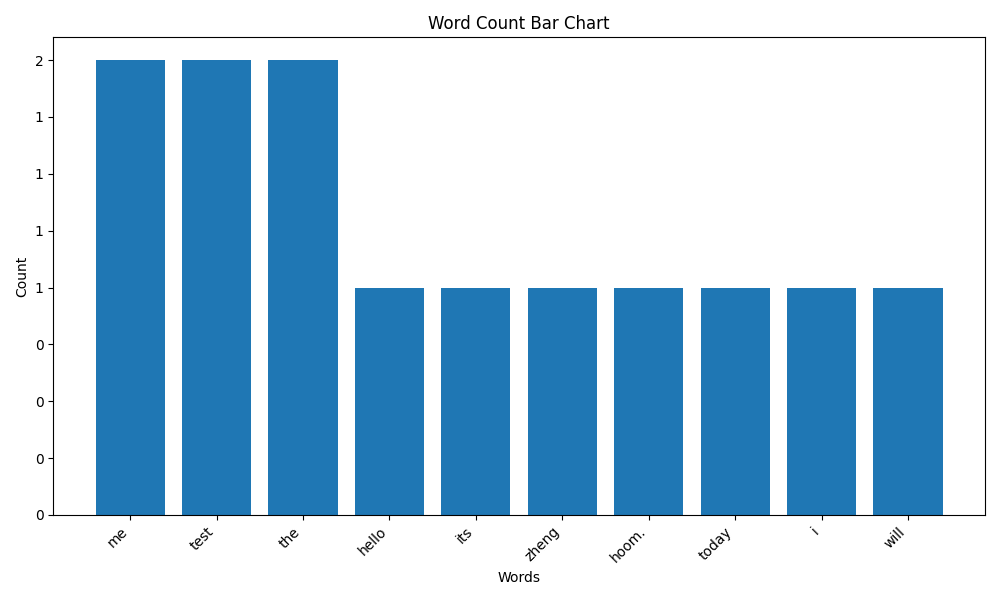 Word Count Bar Chart
Count
2
1
1
1
1
0
0
0
0
me
test
the
hello
its
zheng
hoom.
today
i
will
Words